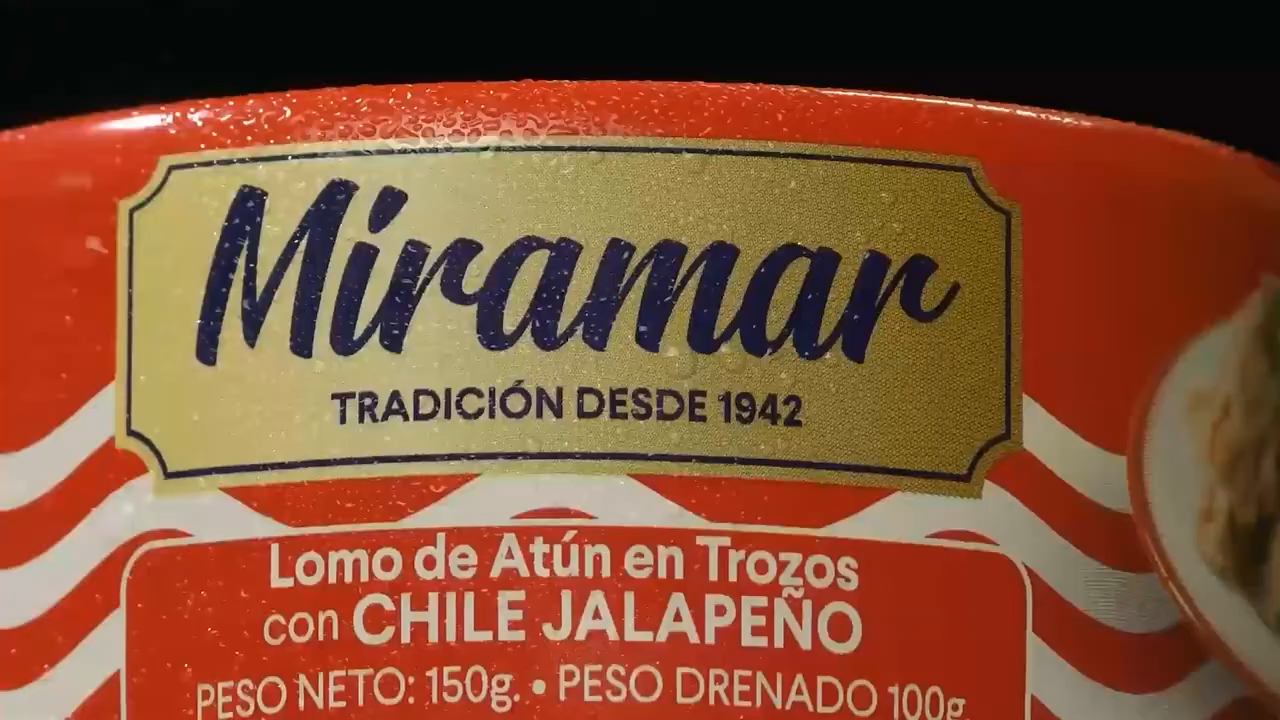 Miramar
TRADICIÓN DESDE 1942
Lomo de Atún en Trozos
con CHILE JALAPEÑO
PESO NETO: 150g. • PESO DRENADO 100g